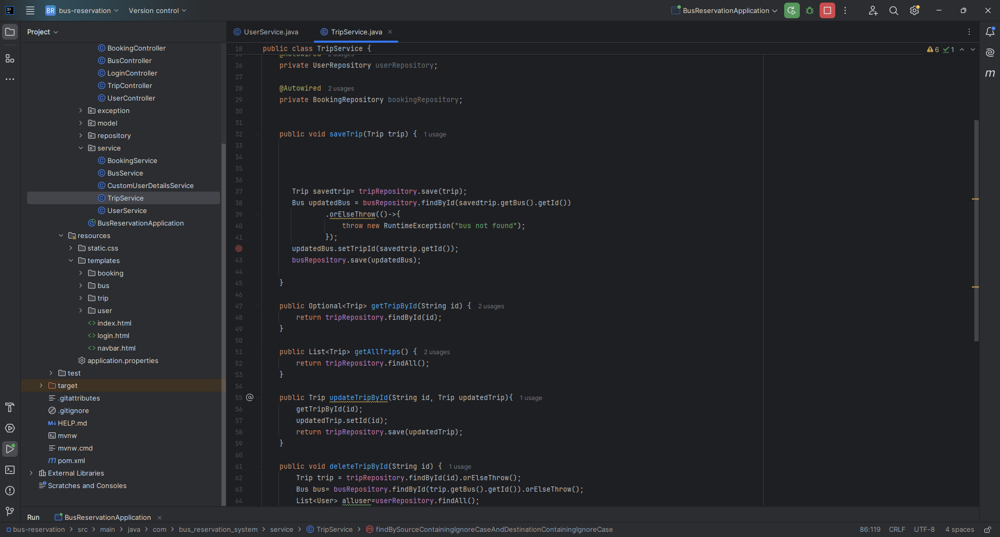 BR bus-reservation Version control BusReservationApplication
Project
BookingController
BusController
LoginController
TripController
UserController
exception
model
repository
service
BookingService
BusService
CustomUserDetailsService
TripService
UserService
BusReservationApplication
resources
static.css
templates
booking
bus
trip
user
index.html
login.html
navbar.html
application.properties
test
target
.gitattributes
.gitignore
M↓ HELP.md
mvnw
mvnw.cmd
m pom.xml
External Libraries
Scratches and Consoles
UserService.java TripService.java
18 public class TripService { 6 1
@Autowired 2 usages
26 private UserRepository userRepository;
27
28 @Autowired 2 usages
29 private BookingRepository bookingRepository;
30
31
32 public void saveTrip(Trip trip) { 1 usage
33
34
35
36
37 Trip savedtrip= tripRepository.save(trip);
38 Bus updatedBus = busRepository.findById(savedtrip.getBus().getId())
39 .orElseThrow(()->{
40 throw new RuntimeException("bus not found");
41 });
updatedBus.setTripId(savedtrip.getId());
43 busRepository.save(updatedBus);
44
45 }
46
47 public Optional<Trip> getTripById(String id) { 2 usages
48 return tripRepository.findById(id);
49 }
50
51 public List<Trip> getAllTrips() { 2 usages
52 return tripRepository.findAll();
53 }
54
55 @ public Trip updateTripById(String id, Trip updatedTrip){ 1 usage
56 getTripById(id);
57 updatedTrip.setId(id);
58 return tripRepository.save(updatedTrip);
59 }
60
61 public void deleteTripById(String id) { 1 usage
62 Trip trip = tripRepository.findById(id).orElseThrow();
63 Bus bus= busRepository.findById(trip.getBus().getId()).orElseThrow();
64 List<User> alluser=userRepository.findAll();
m
Run BusReservationApplication
bus-reservation > src > main > java > com > bus_reservation_system > service > TripService > findBySourceContainingIgnoreCaseAndDestinationContainingIgnoreCase 86:119 CRLF UTF-8 4 spaces